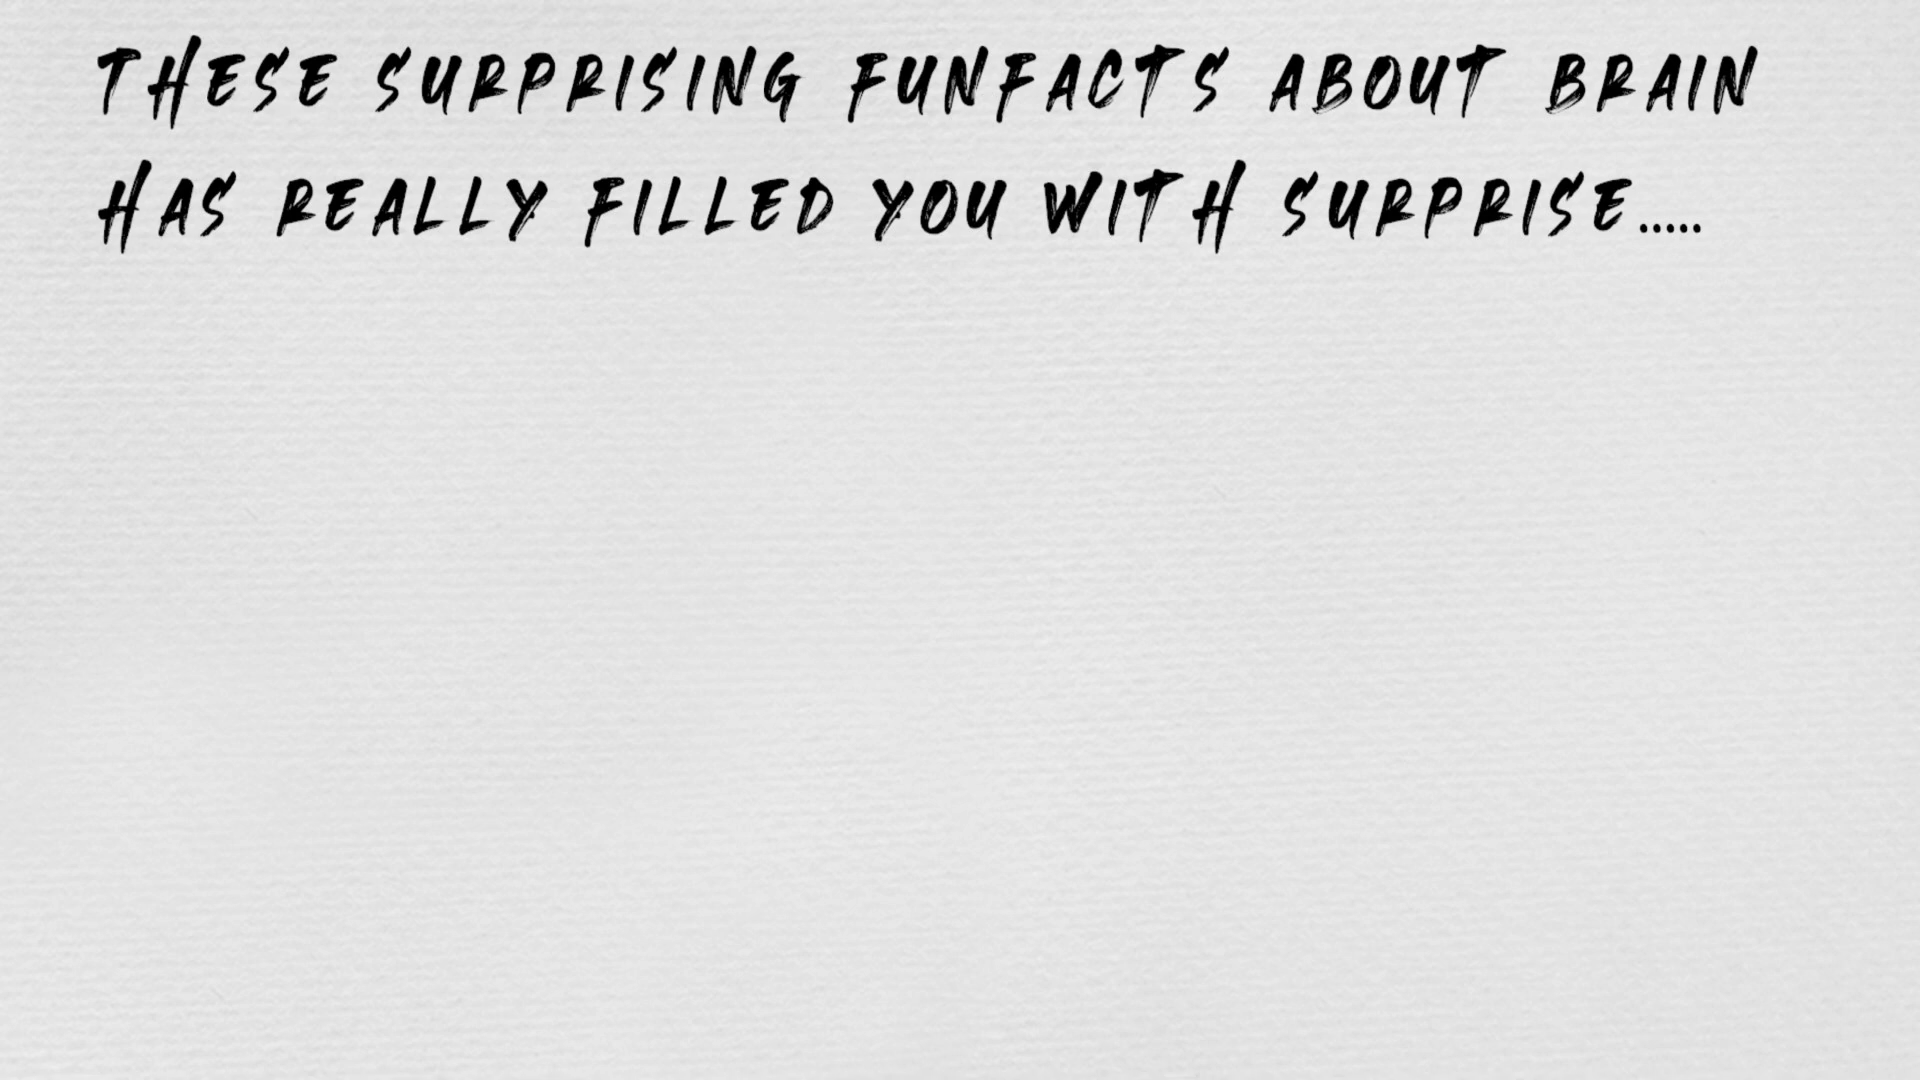 THESE SURPRISING FUNFACTS ABOUT BRAIN
HAS REALLY FILLED YOU WITH SURPRISE.....